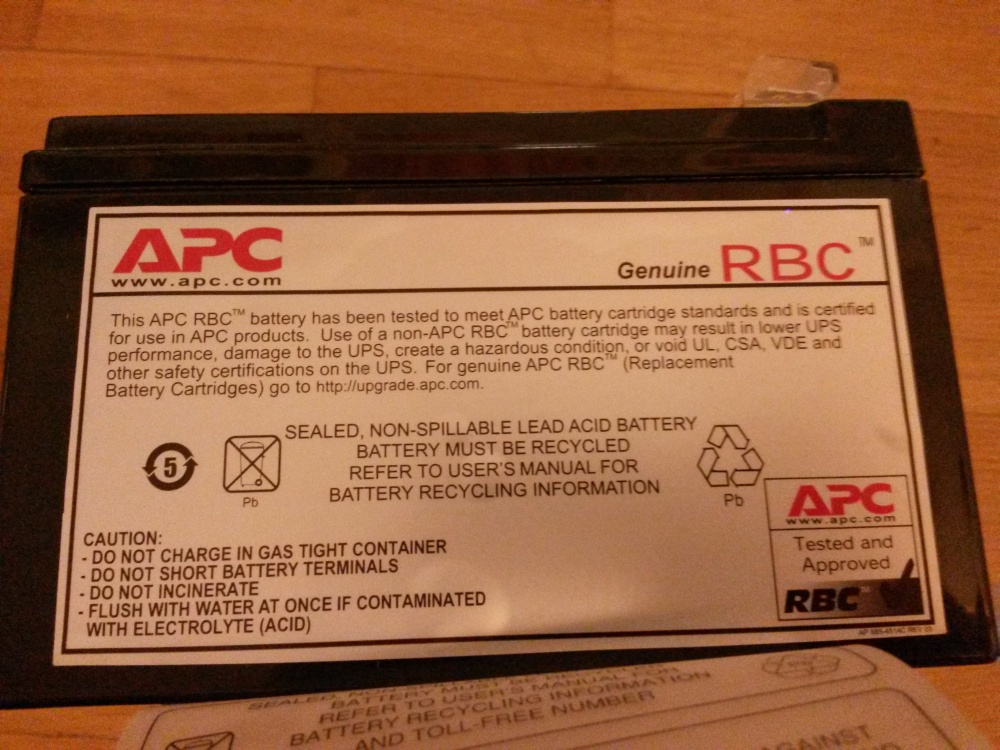 APC
www.apc.com
Genuine RBC™
This APC RBC™ battery has been tested to meet APC battery cartridge standards and is certified
for use in APC products. Use of a non-APC RBC™ battery cartridge may result in lower UPS
performance, damage to the UPS, create a hazardous condition, or void UL, CSA, VDE and
other safety certifications on the UPS. For genuine APC RBC™ (Replacement
Battery Cartridges) go to http://upgrade.apc.com.
SEALED, NON-SPILLABLE LEAD ACID BATTERY
BATTERY MUST BE RECYCLED
REFER TO USER'S MANUAL FOR
BATTERY RECYCLING INFORMATION
5
Pb
Pb
CAUTION:
- DO NOT CHARGE IN GAS TIGHT CONTAINER
- DO NOT SHORT BATTERY TERMINALS
- DO NOT INCINERATE
- FLUSH WITH WATER AT ONCE IF CONTAMINATED
WITH ELECTROLYTE (ACID)
APC
www.apc.com
Tested and
Approved
RBC™
BATTERY MUST BE
REFER TO USER'S MANUAL FOR
BATTERY RECYCLING INFORMATION
AND TOLL-FREE NUMBER
AGAINST